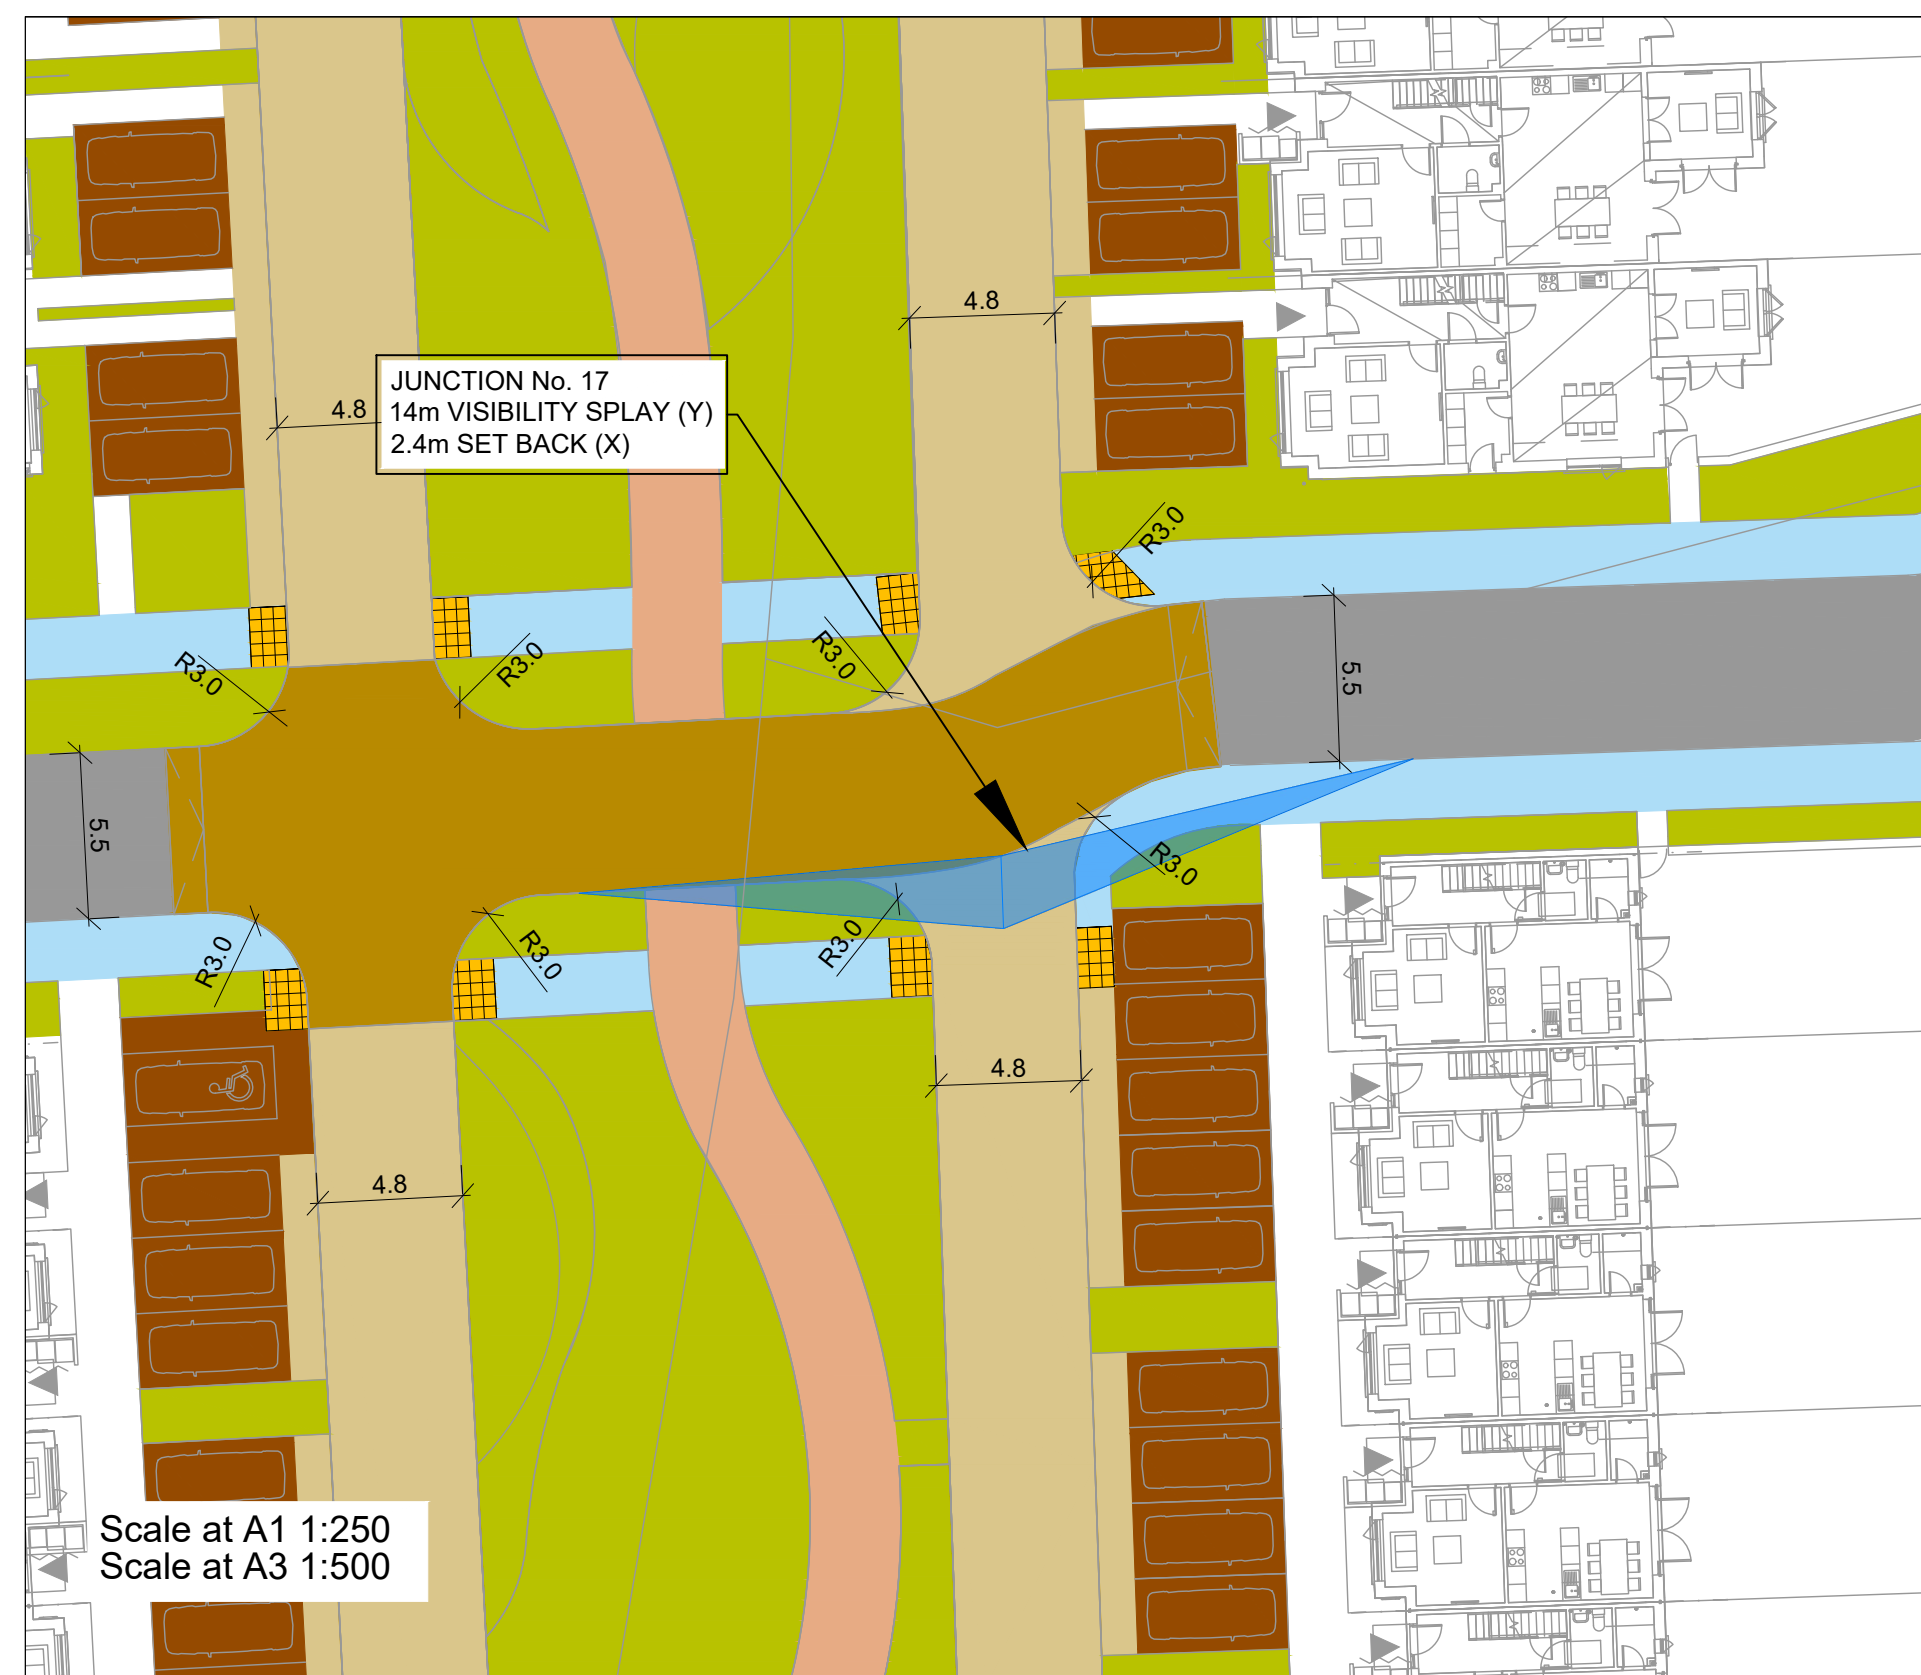 4.8
JUNCTION No. 17
14m VISIBILITY SPLAY (Y)
2.4m SET BACK (X)
4.8
R3.0
R3.0
R3.0
R3.0
5.5
5.5
R3.0
R3.0
R3.0
R3.0
4.8
4.8
Scale at A1 1:250
Scale at A3 1:500